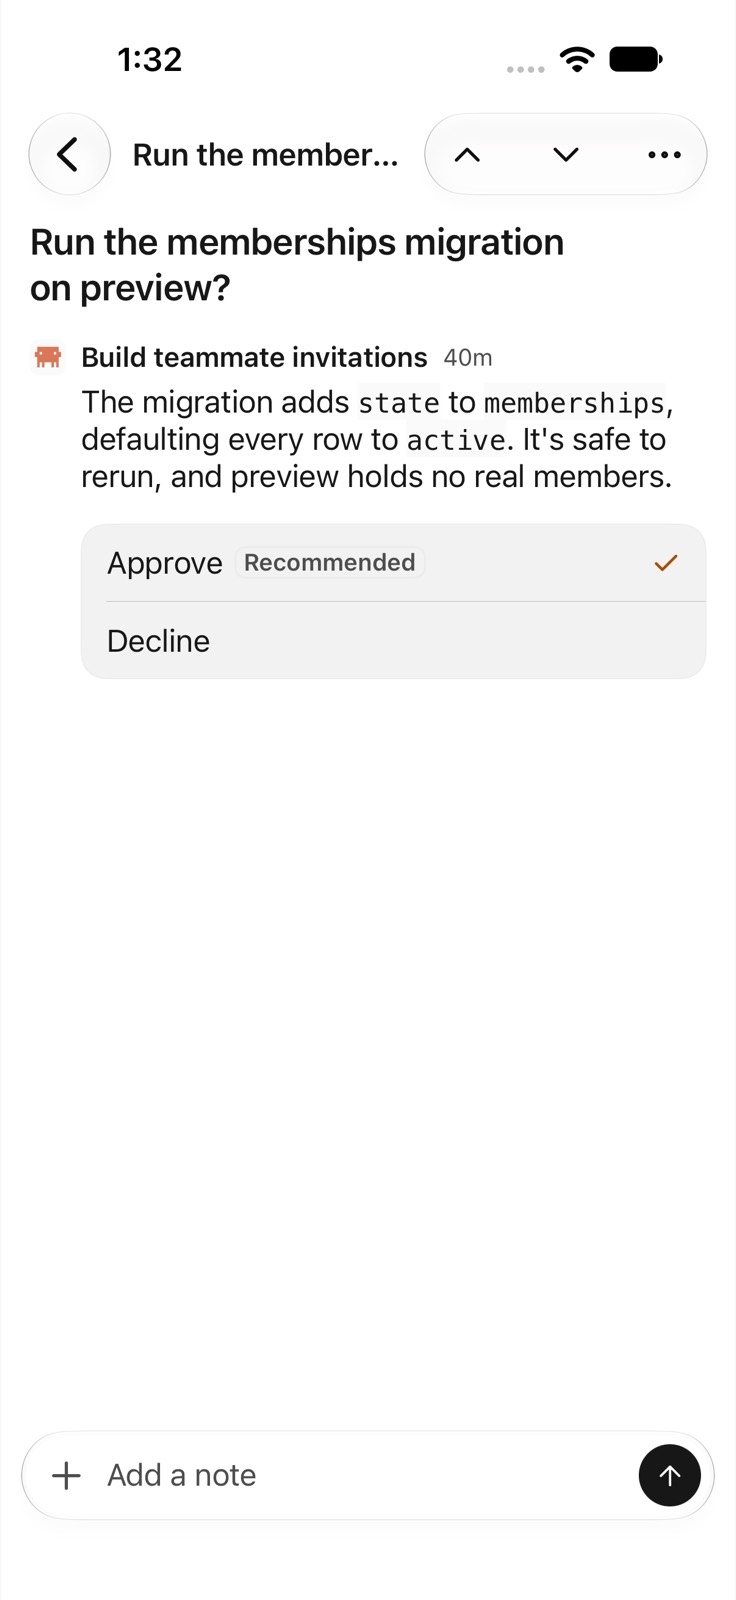 1:32
Run the member...
Run the memberships migration
on preview?
Build teammate invitations 40m
The migration adds state to memberships,
defaulting every row to active. It's safe to
rerun, and preview holds no real members.
Approve Recommended
Decline
Add a note